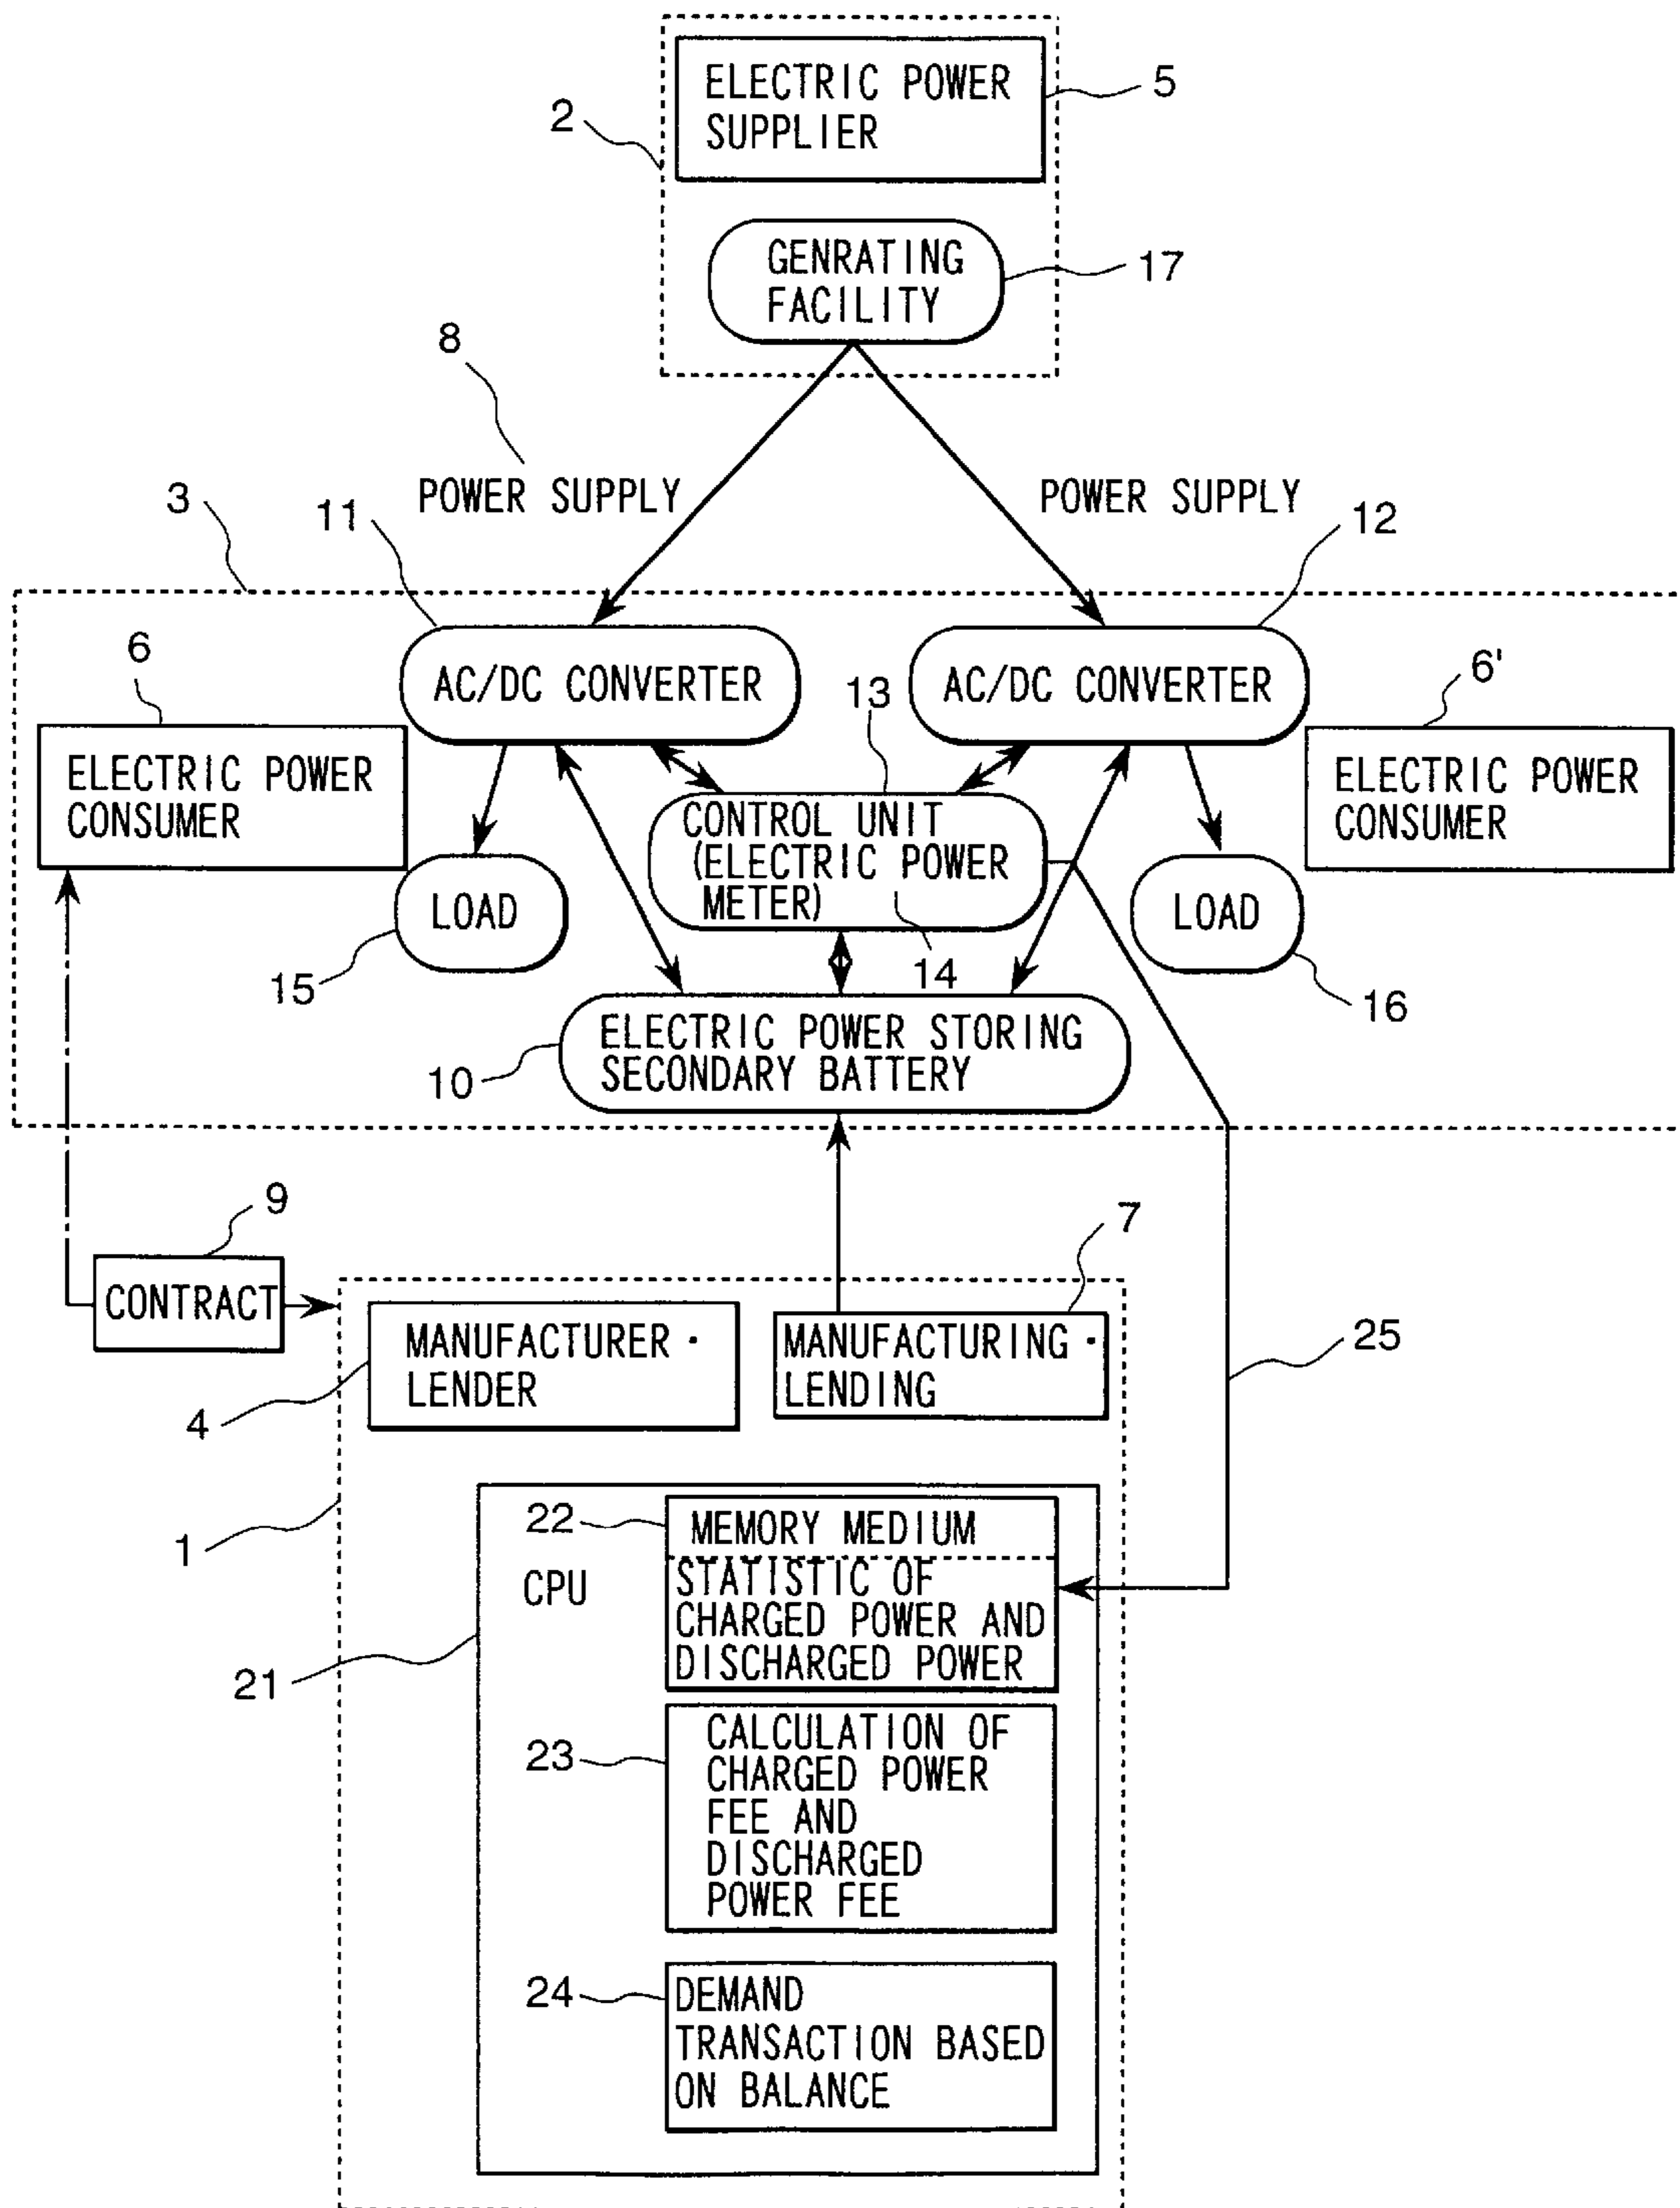 ELECTRIC POWER
SUPPLIER
5
2
GENRATING
FACILITY
17
8
POWER SUPPLY
POWER SUPPLY
3
11
12
6
AC/DC CONVERTER
AC/DC CONVERTER
13
6'
ELECTRIC POWER
CONSUMER
ELECTRIC POWER
CONSUMER
CONTROL UNIT
(ELECTRIC POWER
METER)
LOAD
LOAD
14
15
16
ELECTRIC POWER STORING
SECONDARY BATTERY
10
9
7
CONTRACT
MANUFACTURER・
LENDER
MANUFACTURING・
LENDING
25
4
22
MEMORY MEDIUM
1
CPU
STATISTIC OF
CHARGED POWER AND
DISCHARGED POWER
21
23
CALCULATION OF
CHARGED POWER
FEE AND
DISCHARGED
POWER FEE
24
DEMAND
TRANSACTION BASED
ON BALANCE